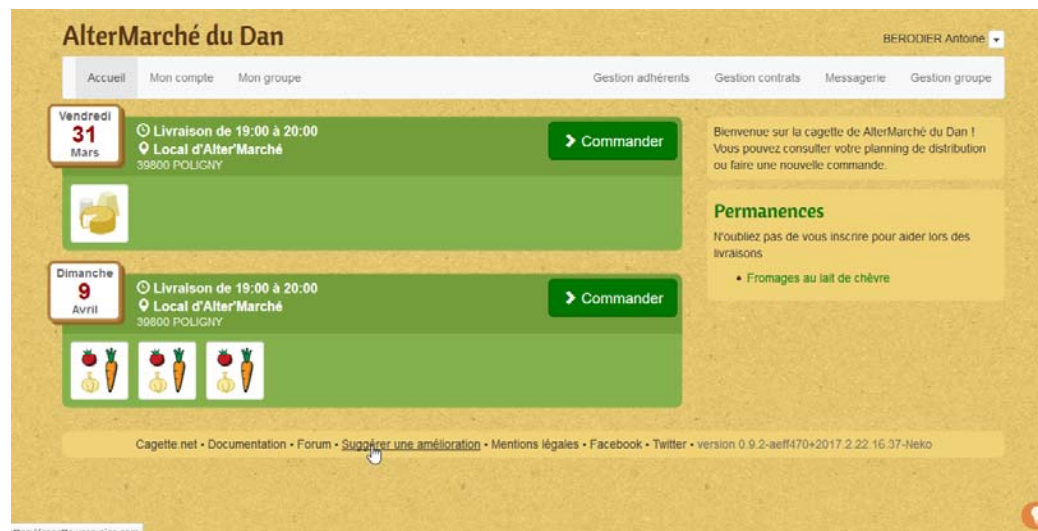 AlterMarché du Dan
BERODIER Antoine
Accueil Mon compte Mon groupe Gestion adhérents Gestion contrats Messagerie Gestion groupe
Vendredi
31
Mars
Livraison de 19:00 à 20:00
Local d'Alter'Marché
39800 POLIGNY
Commander
Bienvenue sur la cagette de AlterMarché du Dan !
Vous pouvez consulter votre planning de distribution
ou faire une nouvelle commande.
Permanences
N'oubliez pas de vous inscrire pour aider lors des
livraisons
• Fromages au lait de chêvre
Dimanche
9
Avril
Livraison de 19:00 à 20:00
Local d'Alter'Marché
39800 POLIGNY
Commander
Cagette.net • Documentation • Forum • Suggérer une amélioration • Mentions légales • Facebook • Twitter • version 0.9.2-aeff470+2017.2.22.16.37-Neko